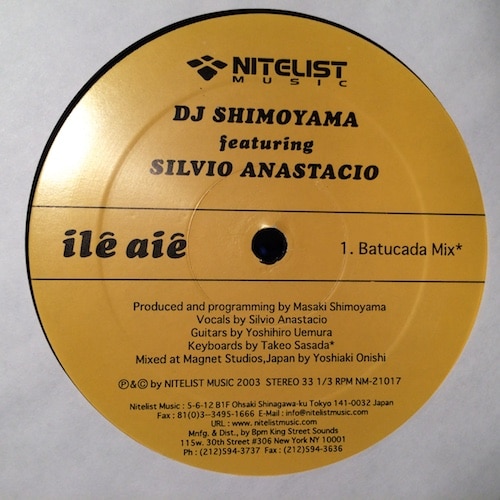 NITELIST
MUSIC
DJ SHIMOYAMA
featuring
SILVIO ANASTACIO
ilê aiê
1. Batucada Mix*
Produced and programming by Masaki Shimoyama
Vocals by Silvio Anastacio
Guitars by Yoshihiro Uemura
Keyboards by Takeo Sasada*
Mixed at Magnet Studios,Japan by Yoshiaki Onishi
℗&© by NITELIST MUSIC 2003 STEREO 33 1/3 RPM NM-21017
Nitelist Music : 5-6-12 B1F Ohsaki Shinagawa-ku Tokyo 141-0032 Japan
Fax : 81(0)3--3495-1666 E-Mail : info@nitelistmusic.com
URL : www.nitelistmusic.com
Mnfg. & Dist., by Bpm King Street Sounds
115w. 30th Street #306 New York NY 10001
Ph : (212)594-3737 Fax : (212)594-3636